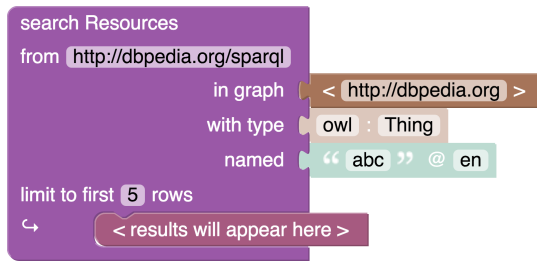 search Resources
from http://dbpedia.org/sparql
in graph < http://dbpedia.org >
with type owl : Thing
named “ abc ” @ en
limit to first 5 rows
↪ < results will appear here >